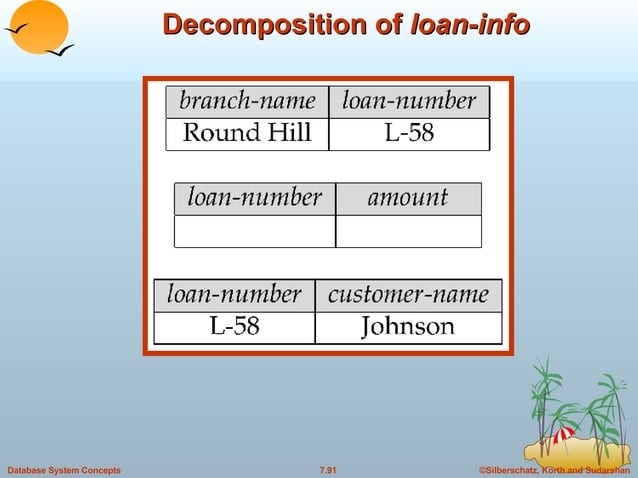 Decomposition of loan-info
branch-name loan-number
Round Hill L-58
loan-number amount
loan-number customer-name
L-58 Johnson
Database System Concepts 7.91 ©Silberschatz, Korth and Sudarshan